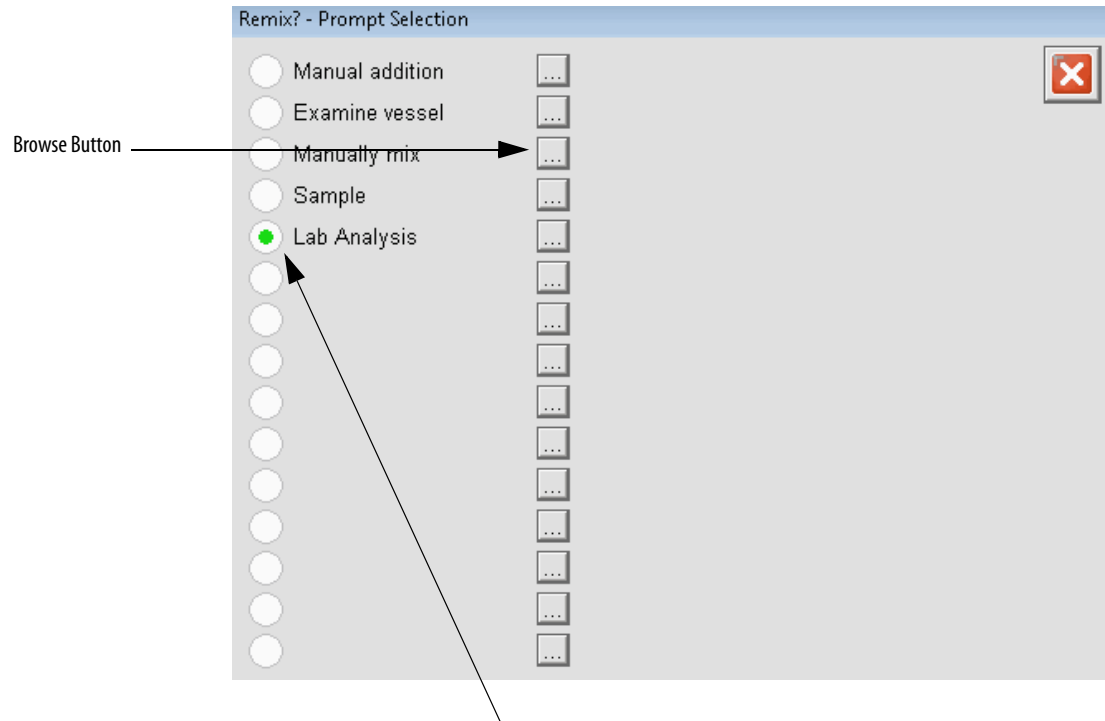 Remix? - Prompt Selection
Manual addition ...
Examine vessel ...
Browse Button
Manually mix ...
Sample ...
Lab Analysis ...
...
...
...
...
...
...
...
...
...
...